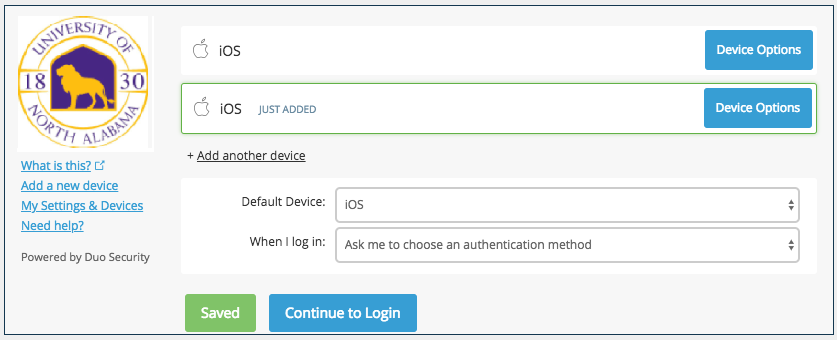 UNIVERSITY OF
18 30
NORTH ALABAMA
What is this?
Add a new device
My Settings & Devices
Need help?
Powered by Duo Security
iOS
Device Options
iOS JUST ADDED
Device Options
+ Add another device
Default Device: iOS
When I log in: Ask me to choose an authentication method
Saved
Continue to Login